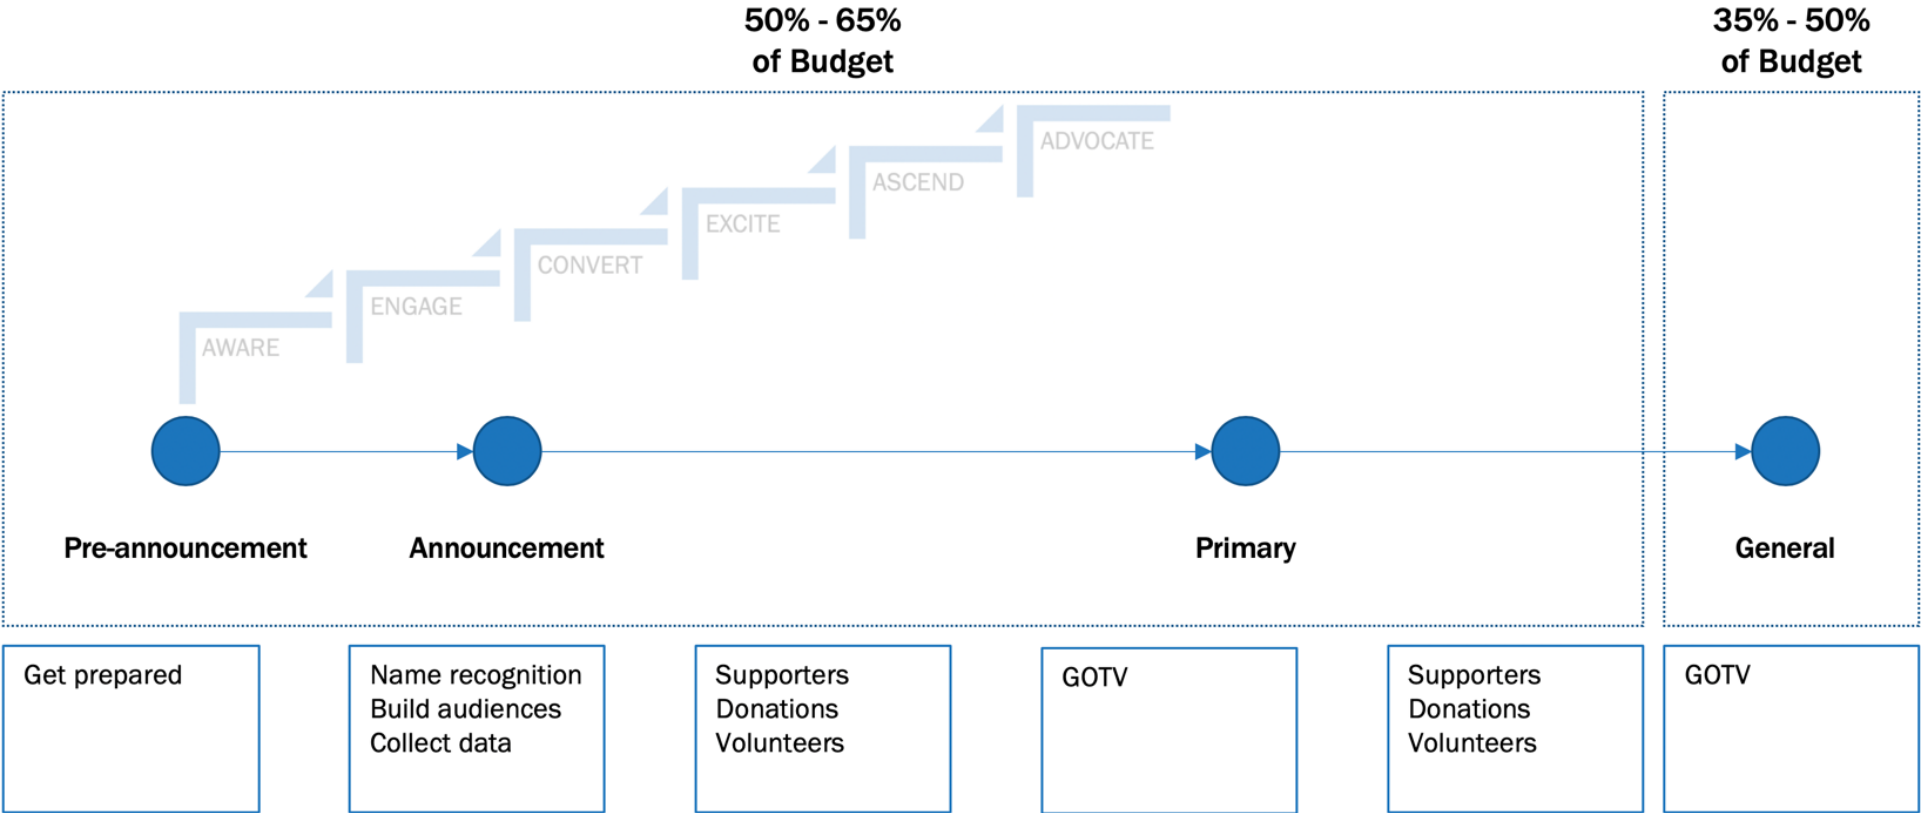 50% - 65%
of Budget
35% - 50%
of Budget
ADVOCATE
ASCEND
EXCITE
CONVERT
ENGAGE
AWARE
Pre-announcement
Announcement
Primary
General
Get prepared
Name recognition
Build audiences
Collect data
Supporters
Donations
Volunteers
GOTV
Supporters
Donations
Volunteers
GOTV